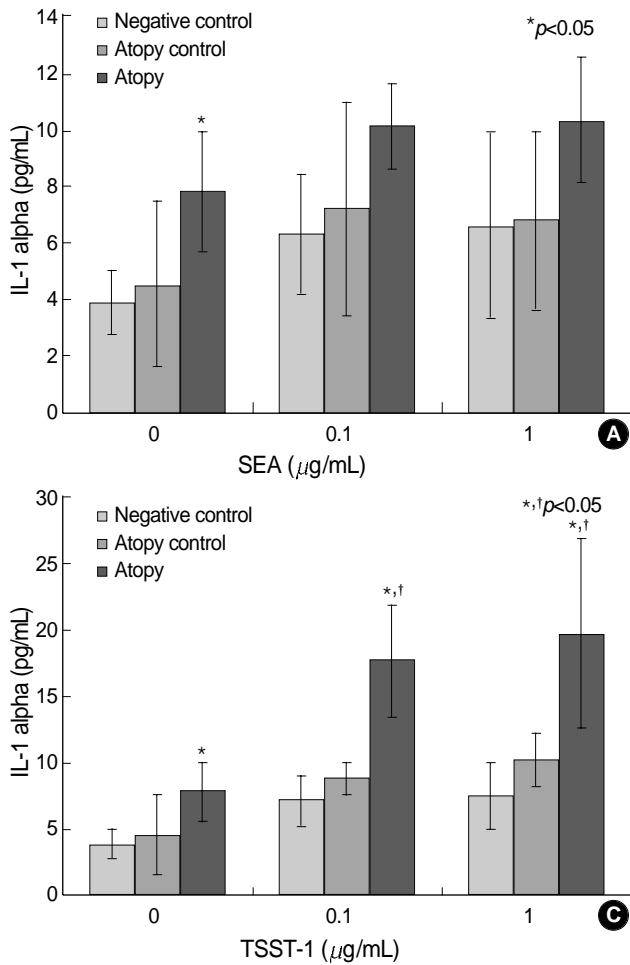 14
12
10
8
6
4
2
0
IL-1 alpha (pg/mL)
Negative control
Atopy control
Atopy
*p<0.05
*
0 0.1 1
SEA (μg/mL)
A
30
25
20
15
10
5
0
IL-1 alpha (pg/mL)
Negative control
Atopy control
Atopy
*,†p<0.05
*,†
*,†
*
0 0.1 1
TSST-1 (μg/mL)
C